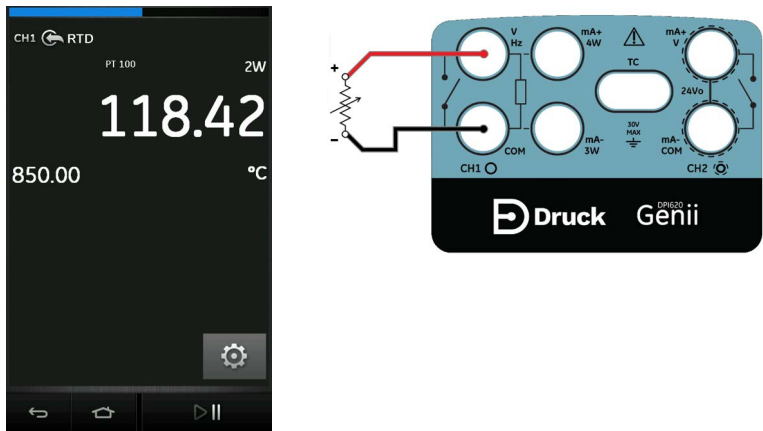 CH1 RTD
PT 100
2W
118.42
850.00 °C
+
−
V
Hz
mA+
4W
mA+
V
TC
24Vo
30V
MAX
COM
mA-
3W
mA-
COM
CH1
CH2
Druck
DPI620
Genii